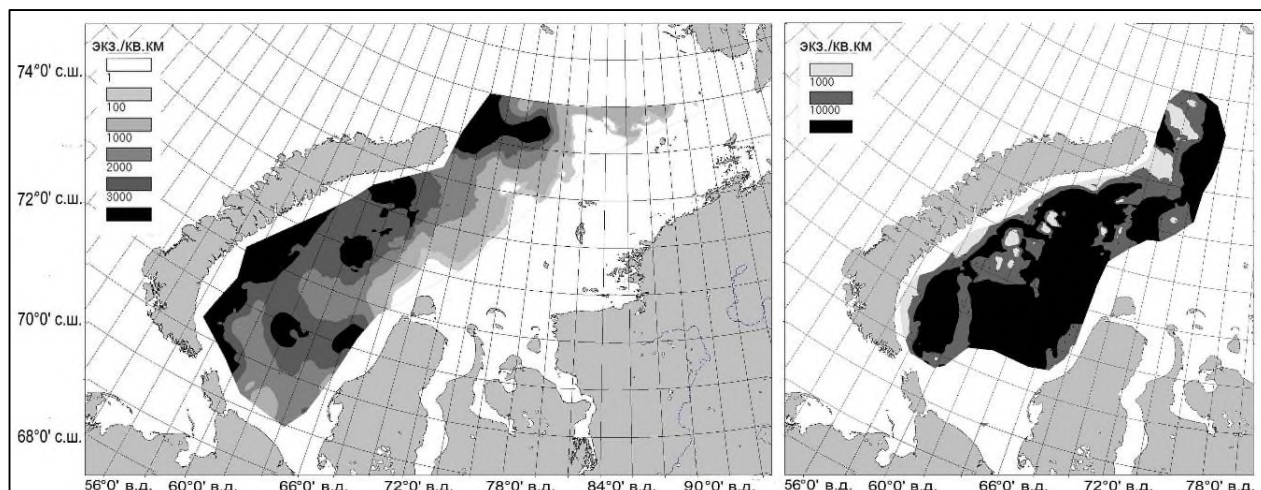 ЭКЗ./КВ.КМ
1
100
1000
2000
3000
74°0' с.ш.
72°0' с.ш.
70°0' с.ш.
68°0' с.ш.
56°0' в.д. 60°0' в.д. 66°0' в.д. 72°0' в.д. 78°0' в.д. 84°0' в.д. 90°0' в.д.
ЭКЗ./КВ.КМ
1000
10000
56°0' в.д. 60°0' в.д. 66°0' в.д. 72°0' в.д. 78°0' в.д.